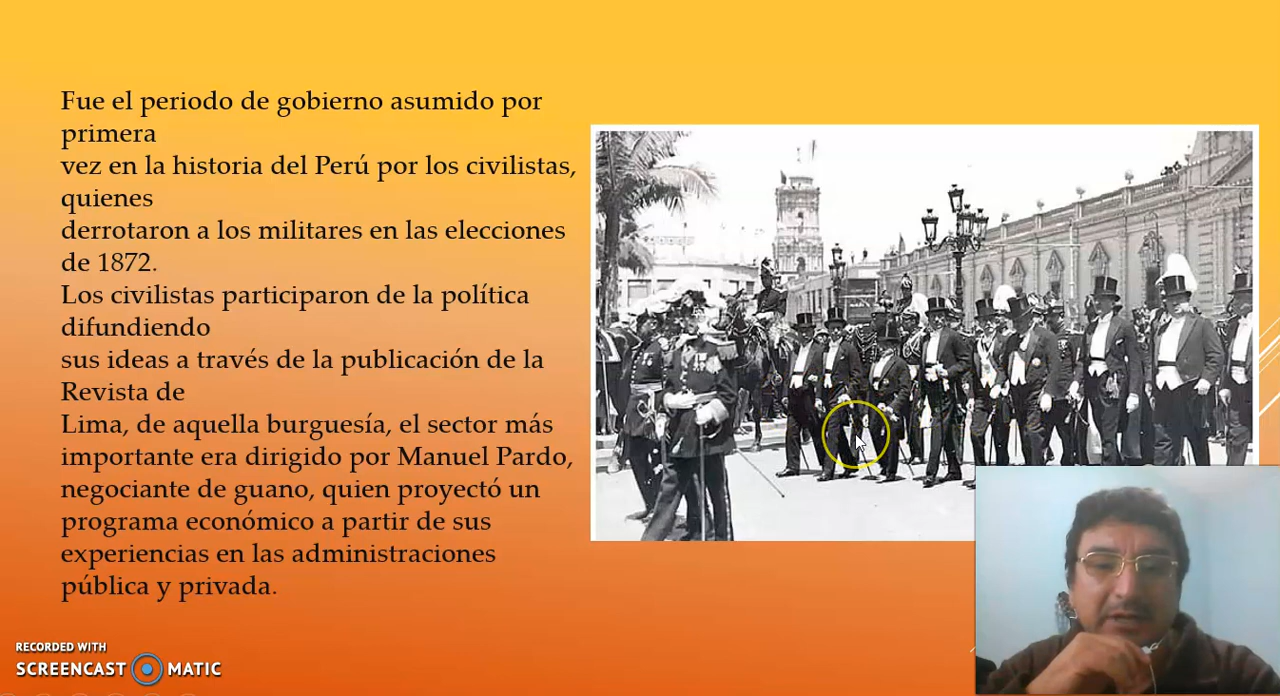 Fue el periodo de gobierno asumido por
primera
vez en la historia del Perú por los civilistas,
quienes
derrotaron a los militares en las elecciones
de 1872.
Los civilistas participaron de la política
difundiendo
sus ideas a través de la publicación de la
Revista de
Lima, de aquella burguesía, el sector más
importante era dirigido por Manuel Pardo,
negociante de guano, quien proyectó un
programa económico a partir de sus
experiencias en las administraciones
pública y privada.
RECORDED WITH
SCREENCAST MATIC